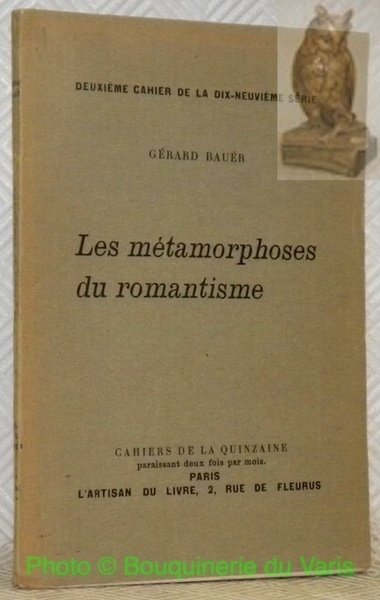 DEUXIÈME CAHIER DE LA DIX-NEUVIÈME SÉRIE
GÉRARD BAUËR
Les métamorphoses
du romantisme
CAHIERS DE LA QUINZAINE
paraissant deux fois par mois.
PARIS
L'ARTISAN DU LIVRE, 2, RUE DE FLEURUS
Photo © Bouquinerie du Varis